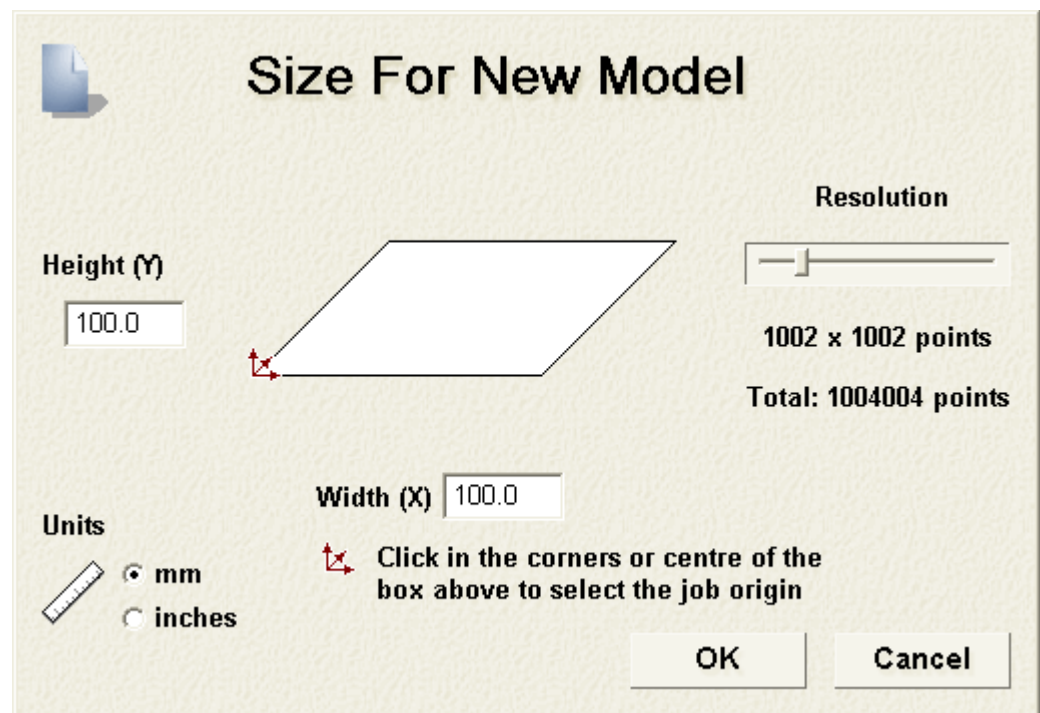 Size For New Model
Resolution
Height (Y)
100.0
1002 x 1002 points
Total: 1004004 points
Width (X) 100.0
Units
Click in the corners or centre of the
box above to select the job origin
mm
inches
OK
Cancel